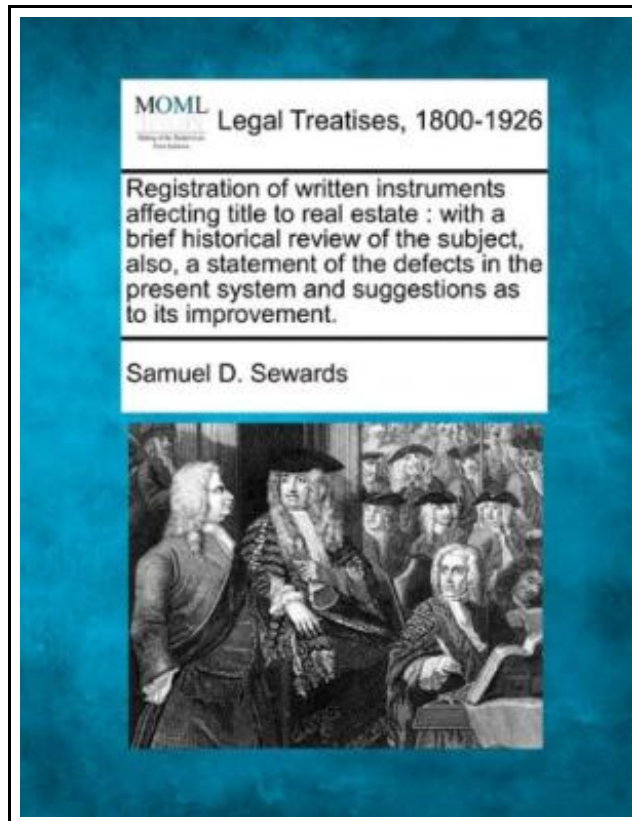 MOML
Legal Treatises, 1800-1926
Registration of written instruments
affecting title to real estate : with a
brief historical review of the subject,
also, a statement of the defects in the
present system and suggestions as
to its improvement.
Samuel D. Sewards